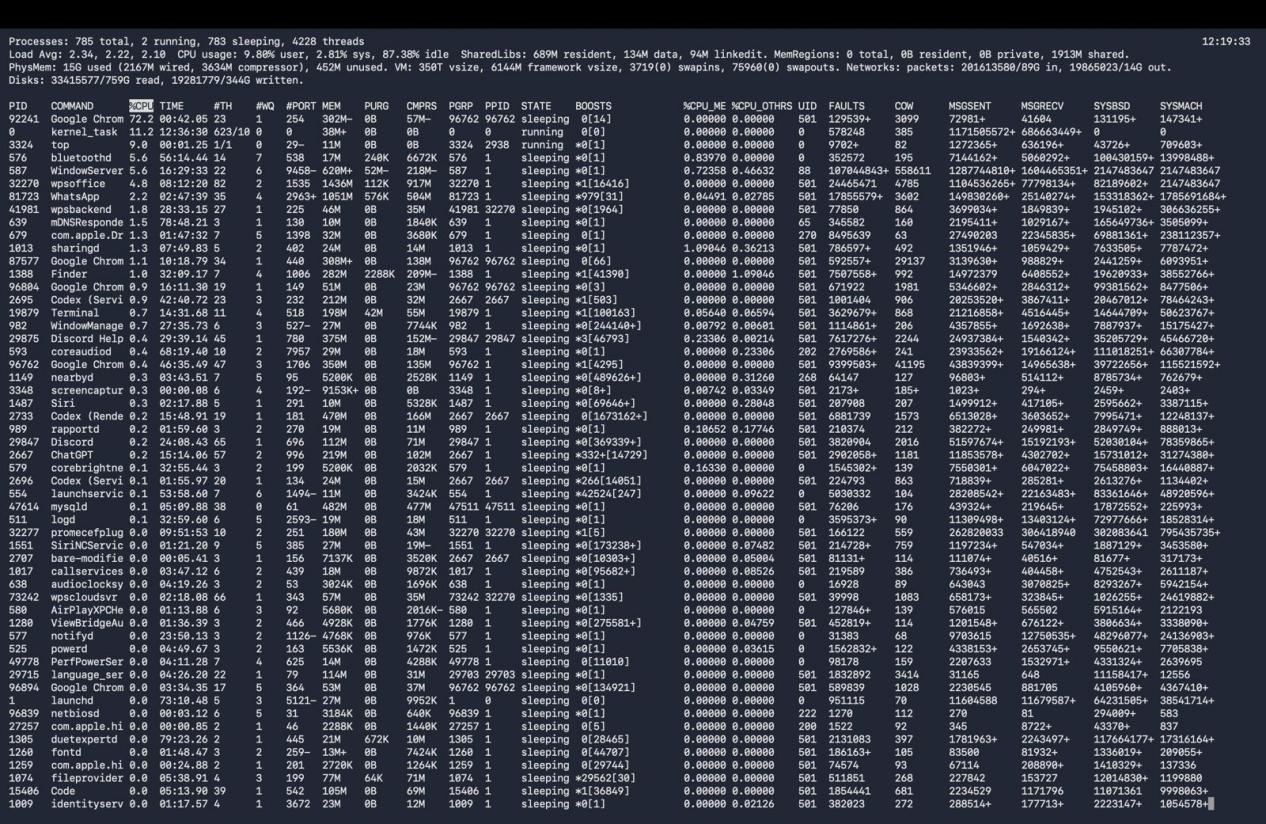 Processes: 785 total, 2 running, 783 sleeping, 4228 threads 12:19:33
Load Avg: 2.34, 2.22, 2.10 CPU usage: 9.80% user, 2.81% sys, 87.38% idle SharedLibs: 689M resident, 134M data, 94M linkedit. MemRegions: 0 total, 0B resident, 0B private, 1913M shared.
PhysMem: 15G used (2167M wired, 3634M compressor), 452M unused. VM: 350T vsize, 6144M framework vsize, 3719(0) swapins, 75960(0) swapouts. Networks: packets: 201613580/89G in, 19865023/14G out.
Disks: 33415577/759G read, 19281779/344G written.
PID COMMAND %CPU TIME #TH #WQ #PORT MEM PURG CMPRS PGRP PPID STATE BOOSTS %CPU_ME %CPU_OTHRS UID FAULTS COW MSGSENT MSGRECV SYSBSD SYSMACH
92241 Google Chrom 72.2 00:42.05 23 1 254 302M- 0B 57M- 96762 96762 sleeping 0[14] 0.00000 0.00000 501 129539+ 3099 72981+ 41604 131195+ 147341+
0 kernel_task 11.2 12:36:30 623/10 0 0 38M+ 0B 0B 0 0 running 0[0] 0.00000 0.00000 0 578248 385 1171505572+ 686663449+ 0 0
3324 top 9.0 00:01.25 1/1 0 29- 11M 0B 0B 3324 2938 running *0[1] 0.00000 0.00000 0 9702+ 82 1272365+ 636196+ 43726+ 709603+
576 bluetoothd 5.6 56:14.44 14 7 538 17M 240K 6672K 576 1 sleeping *0[1] 0.83970 0.00000 0 352572 195 7144162+ 5060292+ 100430159+ 13998488+
587 WindowServer 5.6 16:29:33 22 6 9458- 620M+ 52M- 218M- 587 1 sleeping *0[1] 0.72358 0.46632 88 107044843+ 558611 1287744810+ 1604465351+ 2147483647 2147483647
32270 wpsoffice 4.8 08:12:20 82 2 1535 1436M 112K 917M 32270 1 sleeping *1[16416] 0.00000 0.00000 501 24465471 4785 1104536265+ 77798134+ 82189602+ 2147483647
81723 WhatsApp 2.2 02:47:39 35 4 2963+ 1051M 576K 504M 81723 1 sleeping *979[31] 0.04491 0.02785 501 17855579+ 3602 149830260+ 25140274+ 153318362+ 1785691684+
41981 wpsbackend 1.8 28:33.15 27 1 225 46M 0B 35M 41981 32270 sleeping *0[1964] 0.00000 0.00000 501 77850 864 3699034+ 1849839+ 1945102+ 306636255+
639 mDNSResponde 1.5 78:48.21 3 1 130 10M 0B 1840K 639 1 sleeping *0[1] 0.00000 0.00000 65 345582 160 2195411+ 1029167+ 165649736+ 3505099+
679 com.apple.Dr 1.3 01:47:32 7 5 1398 32M 0B 3680K 679 1 sleeping *0[1] 0.00000 0.00000 270 8495639 63 27490203 22345835+ 69881361+ 238112357+
1013 sharingd 1.3 07:49.83 5 2 402 24M 0B 14M 1013 1 sleeping *0[1] 1.09046 0.36213 501 786597+ 492 1351946+ 1059429+ 7633505+ 7787472+
87577 Google Chrom 1.1 10:18.79 34 1 440 308M+ 0B 138M 96762 96762 sleeping 0[66] 0.00000 0.00000 501 592557+ 29137 3139630+ 988829+ 2441259+ 6093951+
1388 Finder 1.0 32:09.17 7 4 1006 282M 2288K 209M- 1388 1 sleeping *1[41390] 0.00000 1.09046 501 7507558+ 992 14972379 6408552+ 19620933+ 38552766+
96804 Google Chrom 0.9 16:11.30 19 1 149 51M 0B 23M 96762 96762 sleeping *0[3] 0.00000 0.00000 501 671922 1981 5346602+ 2846312+ 99381562+ 8477506+
2695 Codex (Servi 0.9 42:40.72 23 3 232 212M 0B 32M 2667 2667 sleeping *1[503] 0.00000 0.00000 501 1001404 906 20253520+ 3867411+ 20467012+ 78464243+
19879 Terminal 0.7 14:31.68 11 4 518 198M 42M 55M 19879 1 sleeping *1[100163] 0.05640 0.06594 501 3629679+ 868 21216858+ 4516445+ 14644709+ 50623767+
982 WindowManage 0.7 27:35.73 6 3 527- 27M 0B 7744K 982 1 sleeping *0[244140+] 0.00792 0.00601 501 1114861+ 206 4357855+ 1692638+ 7887937+ 15175427+
29875 Discord Help 0.4 29:39.14 45 1 780 375M 0B 152M- 29847 29847 sleeping *3[46793] 0.23306 0.00214 501 7617276+ 2244 24937384+ 1540342+ 35205729+ 45466720+
593 coreaudiod 0.4 68:19.40 10 2 7957 29M 0B 18M 593 1 sleeping *0[1] 0.00000 0.23306 202 2769586+ 241 23933562+ 19166124+ 111018251+ 66307784+
96762 Google Chrom 0.4 46:35.49 47 3 1706 350M 0B 135M 96762 1 sleeping *1[4295] 0.00000 0.00000 501 9399503+ 41195 43839399+ 14965638+ 39722656+ 115521592+
1149 nearbyd 0.3 03:43.51 7 5 95 5200K 0B 2528K 1149 1 sleeping *0[489626+] 0.00000 0.31260 268 64147 127 96803+ 514112+ 8785734+ 762679+
3348 screencaptur 0.3 00:00.08 6 4 192- 9153K+ 0B 0B 3348 1 sleeping *0[8+] 0.00742 0.03349 501 2173+ 185+ 1023+ 294+ 2459+ 2403+
1487 Siri 0.3 02:17.88 5 1 291 10M 0B 5328K 1487 1 sleeping *0[69646+] 0.00000 0.28048 501 207908 207 1499912+ 417105+ 2595662+ 3387115+
2733 Codex (Rende 0.2 15:48.91 19 1 181 470M 0B 166M 2667 2667 sleeping 0[1673162+] 0.00000 0.00000 501 6881739 1573 6513028+ 3603652+ 7995471+ 12248137+
989 rapportd 0.2 01:59.60 3 2 270 19M 0B 11M 989 1 sleeping *0[1] 0.10652 0.17746 501 210374 212 382272+ 249981+ 2849749+ 888013+
29847 Discord 0.2 24:08.43 65 1 696 112M 0B 71M 29847 1 sleeping *0[369339+] 0.00000 0.00000 501 3820904 2016 51597674+ 15192193+ 52030104+ 78359865+
2667 ChatGPT 0.2 15:14.06 57 2 996 219M 0B 102M 2667 1 sleeping *332+[14729] 0.00000 0.00000 501 2902058+ 1181 11853578+ 4302702+ 15731012+ 31274380+
579 corebrightne 0.1 32:55.44 3 2 199 5200K 0B 2032K 579 1 sleeping *0[1] 0.16330 0.00000 0 1545302+ 139 7550301+ 6047022+ 75458803+ 16440887+
2696 Codex (Servi 0.1 01:55.97 20 1 134 24M 0B 15M 2667 2667 sleeping *266[14051] 0.00000 0.00000 501 224793 863 718839+ 285281+ 2613276+ 1134402+
554 launchservic 0.1 53:58.60 7 6 1494- 11M 0B 3424K 554 1 sleeping *42524[247] 0.00000 0.09622 0 5030332 104 28208542+ 22163483+ 83361646+ 48920596+
47614 mysqld 0.1 05:09.88 38 0 61 482M 0B 477M 47511 47511 sleeping *0[1] 0.00000 0.00000 501 76206 176 439324+ 219645+ 17872552+ 225993+
511 logd 0.1 32:59.60 6 5 2593- 19M 0B 18M 511 1 sleeping *0[1] 0.00000 0.00000 0 3595373+ 90 11309498+ 13403124+ 72977666+ 18528314+
32277 promecefplug 0.0 09:51:53 10 2 251 180M 0B 43M 32270 32270 sleeping *1[5] 0.00000 0.00000 501 166122 559 262820033 306418940 302083641 795435735+
1551 SiriNCServic 0.0 01:21.20 9 5 385 27M 0B 19M- 1551 1 sleeping *0[173238+] 0.00000 0.07482 501 214728+ 759 1197234+ 547034+ 1887129+ 3453580+
2707 bare-modifie 0.0 00:05.41 3 1 156 7137K 0B 3520K 2667 2667 sleeping *0[10303+] 0.00000 0.05004 501 81131+ 114 111074+ 40516+ 81677+ 317173+
1017 callservices 0.0 03:47.12 6 2 439 18M 0B 9872K 1017 1 sleeping *0[95682+] 0.00000 0.08526 501 219589 386 736493+ 404458+ 4752543+ 2611187+
638 audioclocksy 0.0 04:19.26 3 2 53 3024K 0B 1696K 638 1 sleeping *0[1] 0.00000 0.00000 0 16928 89 643043 3070825+ 8293267+ 5942154+
73242 wpscloudsvr 0.0 02:18.08 66 1 343 57M 0B 35M 73242 32270 sleeping *0[1335] 0.00000 0.00000 501 39998 1083 658173+ 323845+ 1026255+ 24619882+
580 AirPlayXPCHe 0.0 01:13.88 6 3 92 5680K 0B 2016K- 580 1 sleeping *0[1] 0.00000 0.00000 0 127846+ 139 576015 565502 5915164+ 2122193
1280 ViewBridgeAu 0.0 01:36.39 3 2 466 4928K 0B 1776K 1280 1 sleeping *0[275581+] 0.00000 0.04759 501 452819+ 114 1201548+ 676122+ 3806634+ 3338090+
577 notifyd 0.0 23:50.13 3 2 1126- 4768K 0B 976K 577 1 sleeping *0[1] 0.00000 0.00000 0 31383 68 9703615 12750535+ 48296077+ 24136903+
525 powerd 0.0 04:49.67 3 2 163 5536K 0B 1472K 525 1 sleeping *0[1] 0.00000 0.03615 0 1562832+ 122 4338153+ 2653745+ 9550621+ 7705838+
49778 PerfPowerSer 0.0 04:11.28 7 4 625 14M 0B 4288K 49778 1 sleeping 0[11010] 0.00000 0.00000 0 98178 159 2207633 1532971+ 4331324+ 2639695
29715 language_ser 0.0 04:26.20 22 1 79 114M 0B 31M 29703 29703 sleeping *0[1] 0.00000 0.00000 501 1832914 3414 31165 648 11158417+ 12556
96894 Google Chrom 0.0 03:34.35 17 5 364 53M 0B 37M 96762 96762 sleeping *0[134921] 0.00000 0.00000 501 589839 1028 2230545 881705 4105960+ 4367410+
1 launchd 0.0 73:10.48 5 3 5121- 27M 0B 9952K 1 0 sleeping 0[0] 0.00000 0.00000 0 951115 70 11604588 11679587+ 64231505+ 38541714+
96839 netbiosd 0.0 00:03.12 6 5 31 3184K 0B 640K 96839 1 sleeping *0[1] 0.00000 0.00000 222 1270 112 270 81 294009+ 583
27257 com.apple.hi 0.0 00:00.85 2 1 46 2288K 0B 1440K 27257 1 sleeping 0[5] 0.00000 0.00000 200 1522 92 345 8722+ 43370+ 837
1305 duetexpertd 0.0 79:23.26 2 1 445 11M 672K 10M 1305 1 sleeping 0[28465] 0.00000 0.00000 501 2131083 397 1781963+ 2243497+ 117664177+ 17316164+
1260 fontd 0.0 01:48.47 3 2 259- 13M+ 0B 7424K 1260 1 sleeping 0[44707] 0.00000 0.00000 501 186163+ 105 83500 81932+ 1336019+ 209055+
1259 com.apple.hi 0.0 00:24.88 2 1 201 2720K 0B 1264K 1259 1 sleeping 0[29744] 0.00000 0.00000 501 74574 93 67114 208890+ 1410329+ 137336
1074 fileprovider 0.0 05:38.91 4 3 199 77M 64K 71M 1074 1 sleeping *29562[30] 0.00000 0.00000 501 511851 268 227842 153727 12014830+ 1199880
15406 Code 0.0 05:13.90 39 1 542 105M 0B 69M 15406 1 sleeping *1[36849] 0.00000 0.00000 501 1854441 681 2234529 1171796 11071361 9998063+
1009 identityserv 0.0 01:17.57 4 1 3672 23M 0B 12M 1009 1 sleeping *0[1] 0.00000 0.02126 501 382023 272 288514+ 177713+ 2223147+ 1054578+